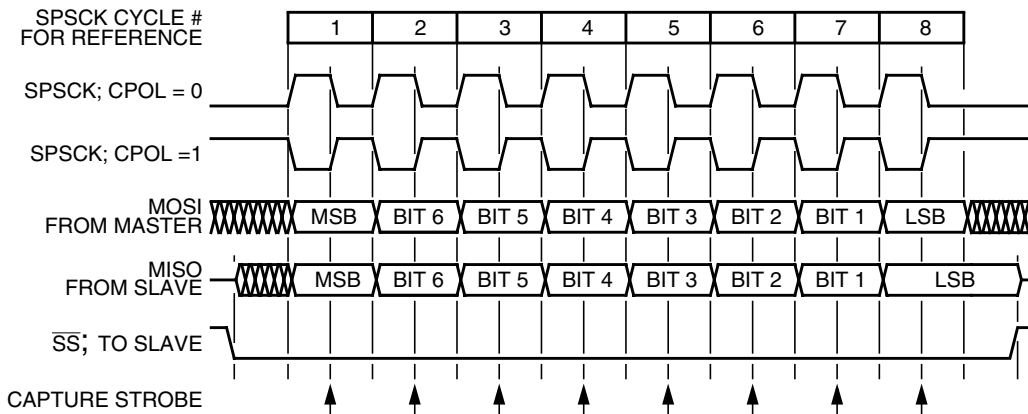 SPSCK CYCLE #
FOR REFERENCE
1 2 3 4 5 6 7 8
SPSCK; CPOL = 0
SPSCK; CPOL =1
MOSI
FROM MASTER
MSB BIT 6 BIT 5 BIT 4 BIT 3 BIT 2 BIT 1 LSB
MISO
FROM SLAVE
MSB BIT 6 BIT 5 BIT 4 BIT 3 BIT 2 BIT 1 LSB
S̅S̅; TO SLAVE
CAPTURE STROBE